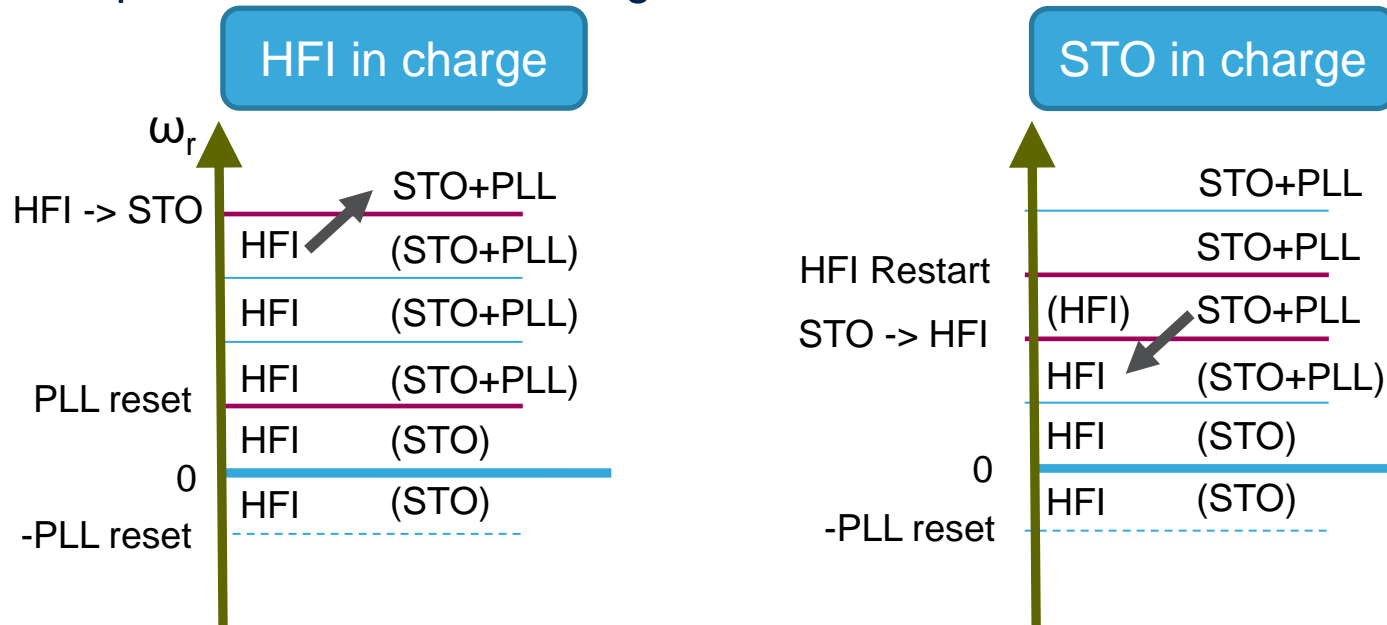 HFI in charge
ωr
HFI -> STO
STO+PLL
HFI (STO+PLL)
HFI (STO+PLL)
HFI (STO+PLL)
PLL reset
HFI (STO)
0
HFI (STO)
-PLL reset
STO in charge
STO+PLL
STO+PLL
HFI Restart
(HFI) STO+PLL
STO -> HFI
HFI (STO+PLL)
HFI (STO)
0
HFI (STO)
-PLL reset